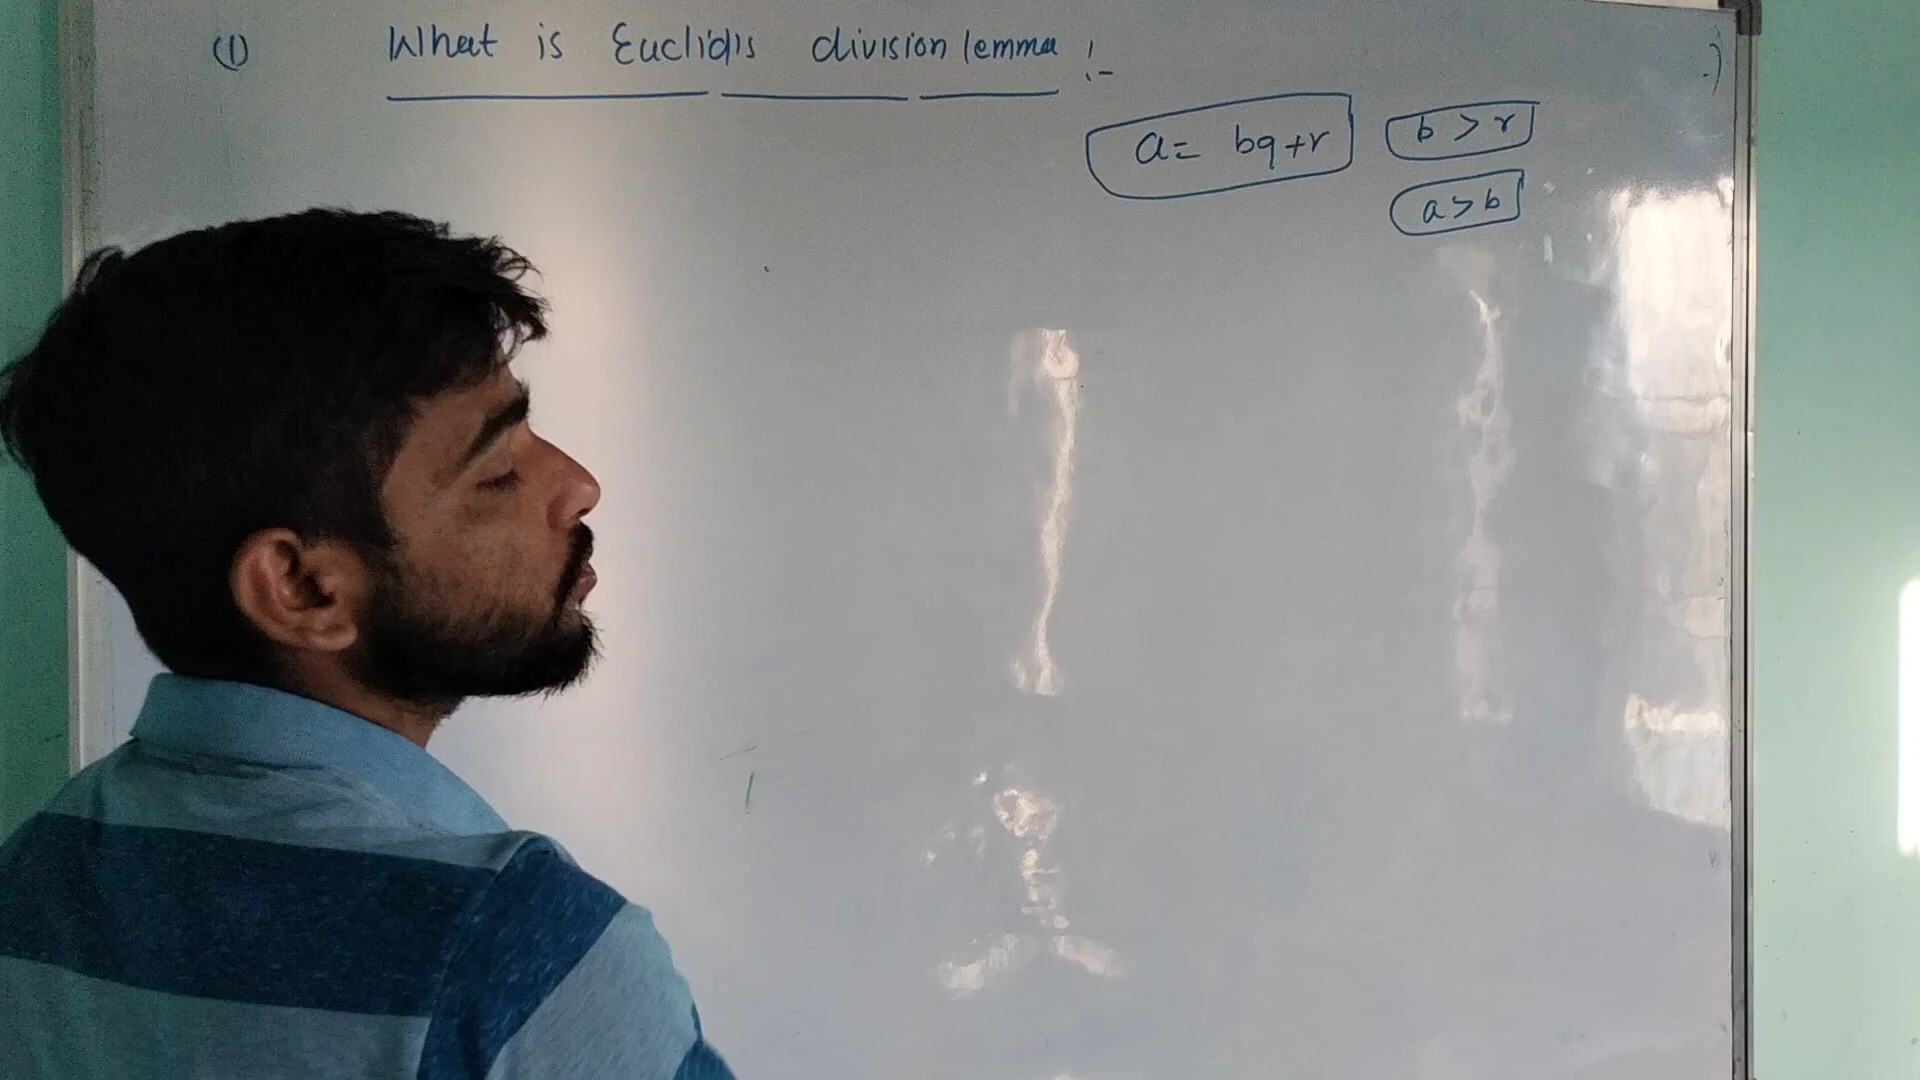 (1) What is Euclid's division lemma :-
a = bq+r b > r
a > b